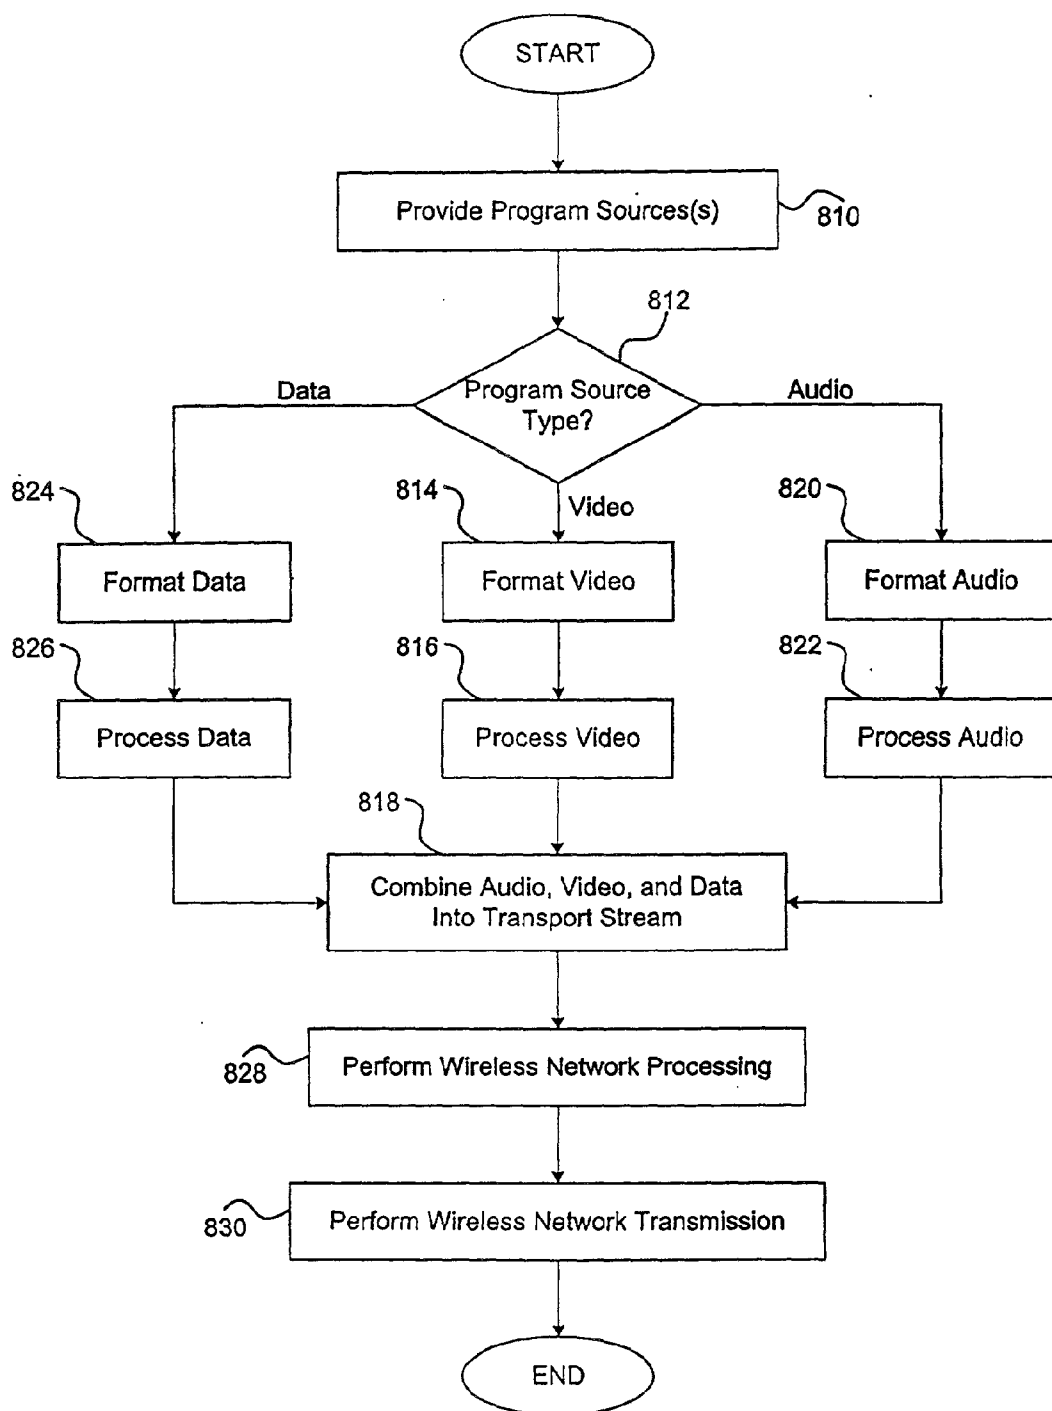 START
Provide Program Sources(s)
810
812
Program Source
Type?
Data
Audio
Video
824
814
820
Format Data
Format Video
Format Audio
826
816
822
Process Data
Process Video
Process Audio
818
Combine Audio, Video, and Data
Into Transport Stream
828
Perform Wireless Network Processing
830
Perform Wireless Network Transmission
END